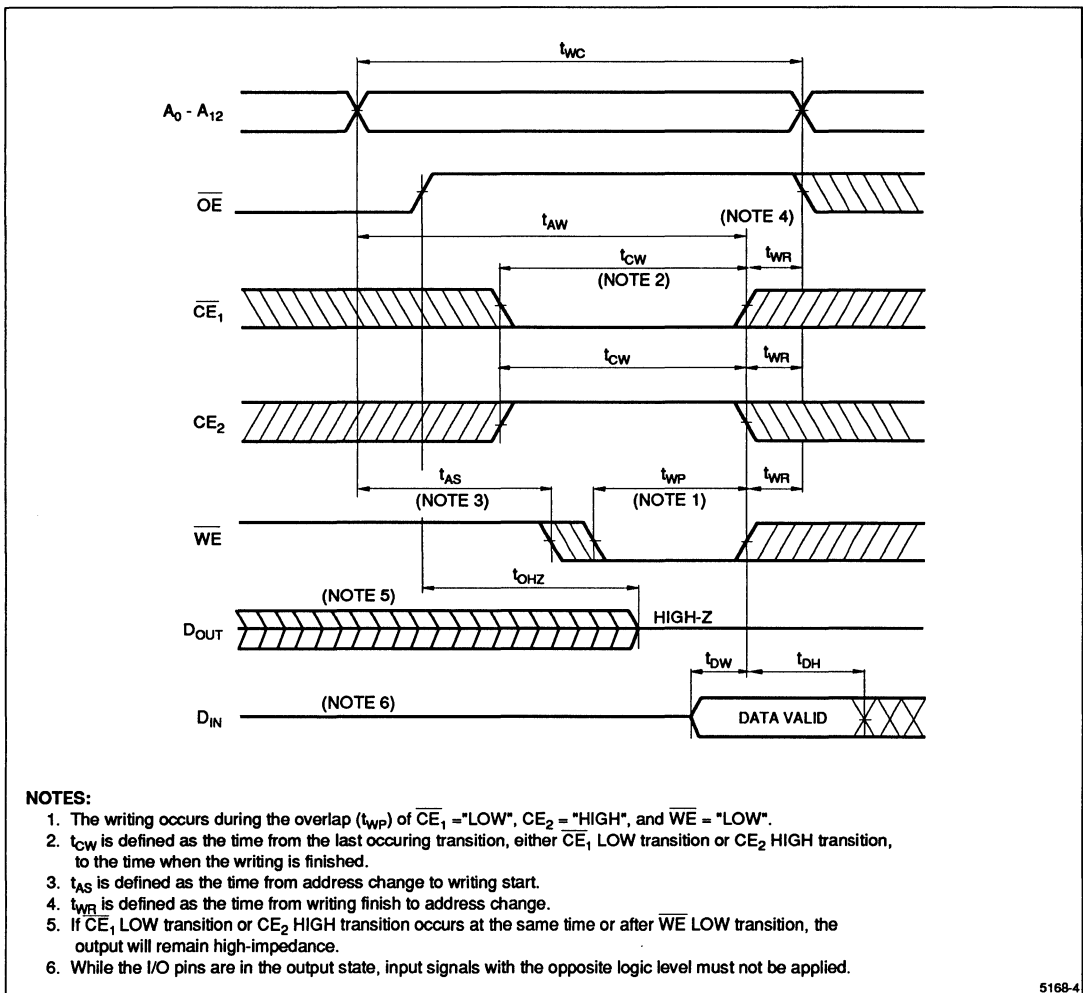 tWC
A0 - A12
OE
(NOTE 4)
tAW
tCW
tWR
(NOTE 2)
CE1
tCW
tWR
CE2
tAS
tWP
tWR
(NOTE 3)
(NOTE 1)
WE
tOHZ
(NOTE 5)
HIGH-Z
DOUT
tDW
tDH
(NOTE 6)
DIN
DATA VALID
NOTES:
1. The writing occurs during the overlap (tWP) of CE1 ="LOW", CE2 = "HIGH", and WE = "LOW".
2. tCW is defined as the time from the last occuring transition, either CE1 LOW transition or CE2 HIGH transition,
to the time when the writing is finished.
3. tAS is defined as the time from address change to writing start.
4. tWR is defined as the time from writing finish to address change.
5. If CE1 LOW transition or CE2 HIGH transition occurs at the same time or after WE LOW transition, the
output will remain high-impedance.
6. While the I/O pins are in the output state, input signals with the opposite logic level must not be applied.
5168-4